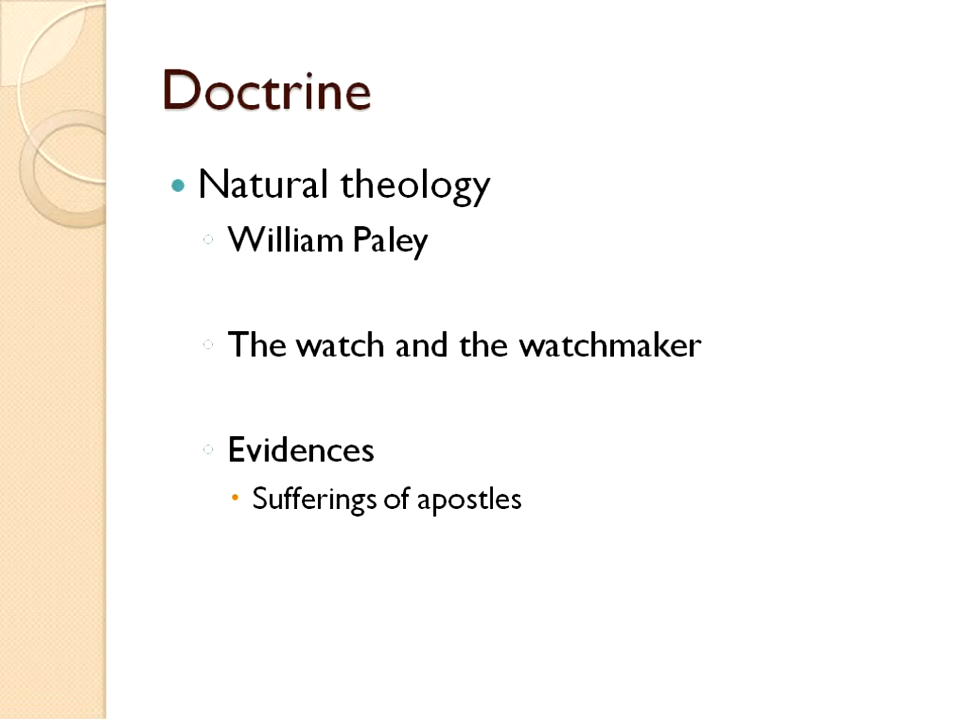 Doctrine
Natural theology
William Paley
The watch and the watchmaker
Evidences
Sufferings of apostles